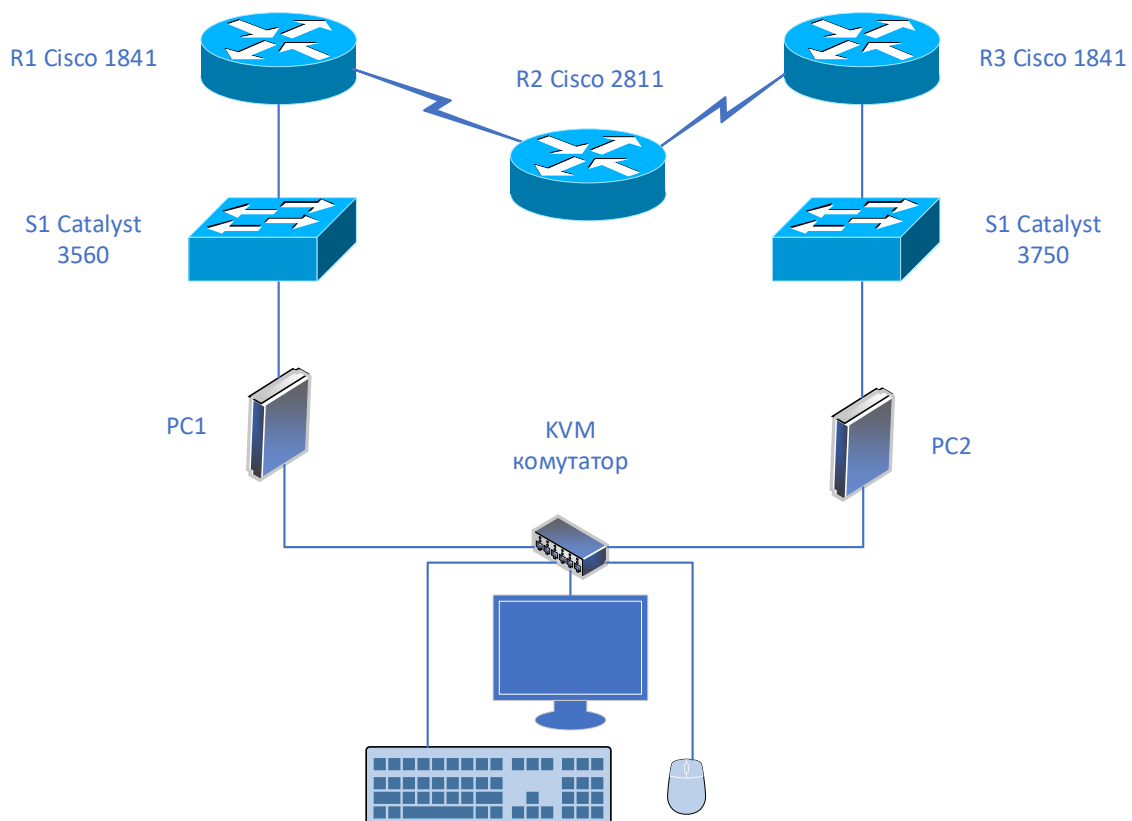 R1 Cisco 1841
R2 Cisco 2811
R3 Cisco 1841
S1 Catalyst
3560
S1 Catalyst
3750
PC1
KVM
комутатор
PC2